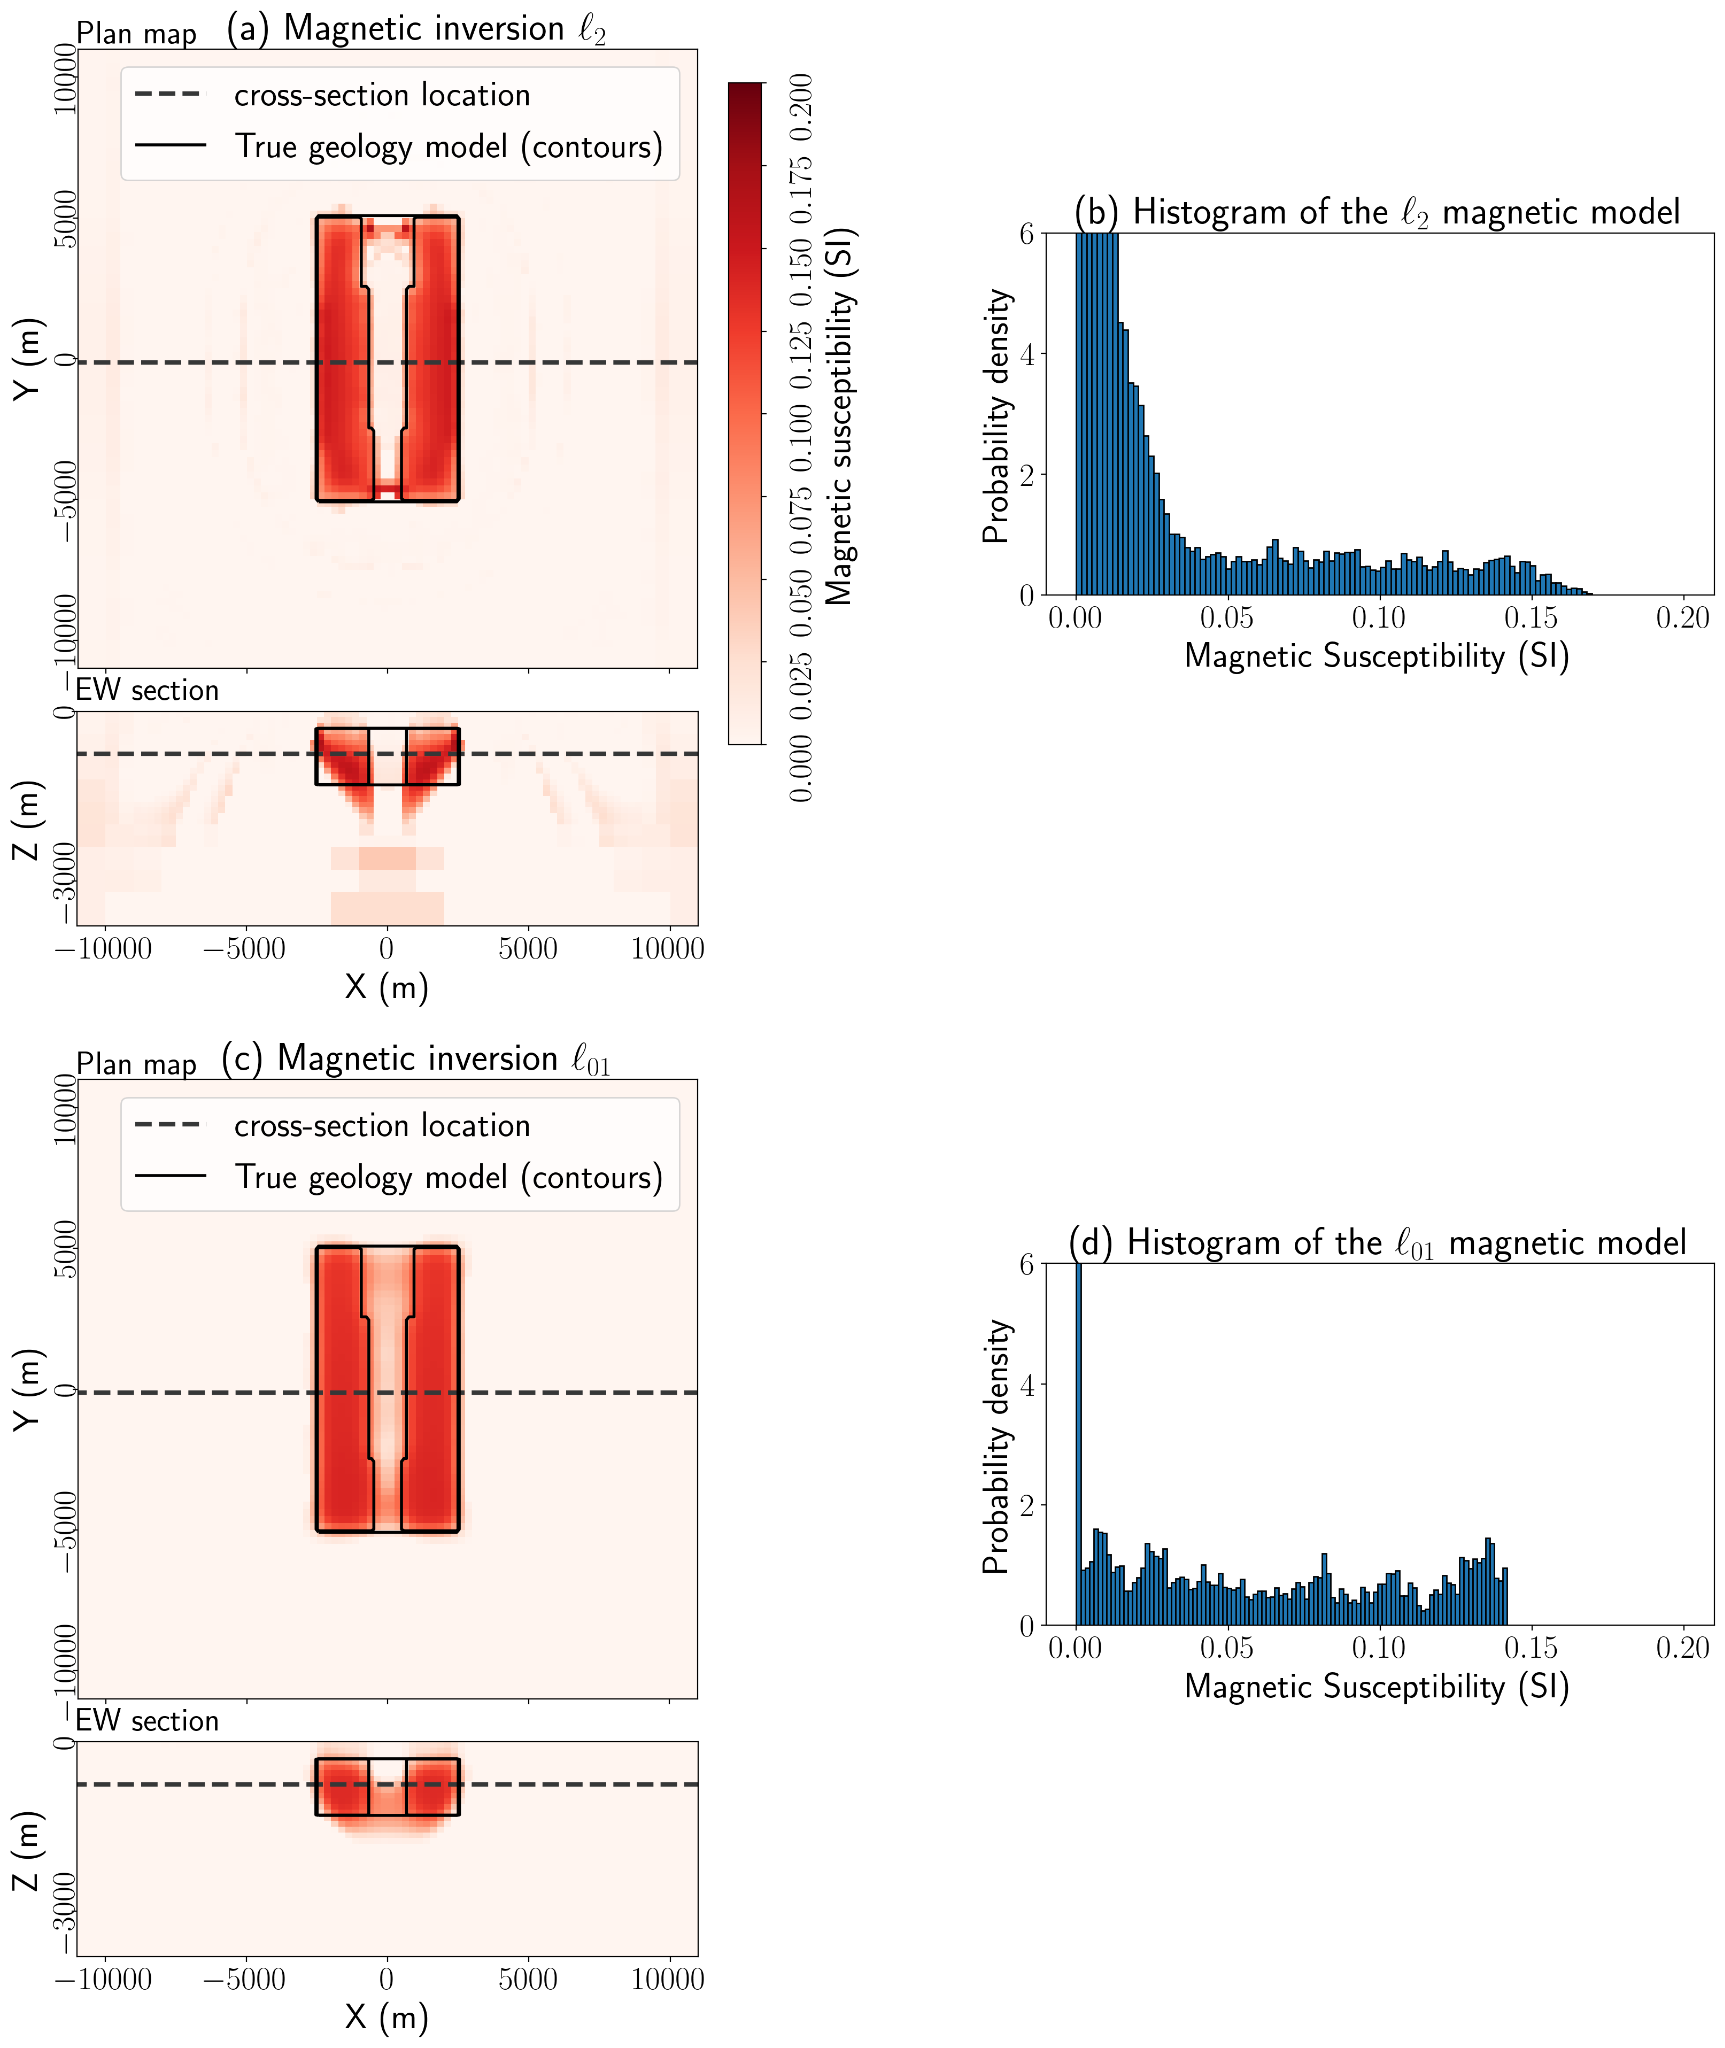 Plan map (a) Magnetic inversion ℓ2
cross-section location
True geology model (contours)
10000
5000
0
−5000
−10000
Y (m)
0.000 0.025 0.050 0.075 0.100 0.125 0.150 0.175 0.200
Magnetic susceptibility (SI)
EW section
0
−3000
Z (m)
−10000 −5000 0 5000 10000
X (m)
(b) Histogram of the ℓ2 magnetic model
6
4
2
0
Probability density
0.00 0.05 0.10 0.15 0.20
Magnetic Susceptibility (SI)
Plan map (c) Magnetic inversion ℓ01
cross-section location
True geology model (contours)
10000
5000
0
−5000
−10000
Y (m)
EW section
0
−3000
Z (m)
−10000 −5000 0 5000 10000
X (m)
(d) Histogram of the ℓ01 magnetic model
6
4
2
0
Probability density
0.00 0.05 0.10 0.15 0.20
Magnetic Susceptibility (SI)